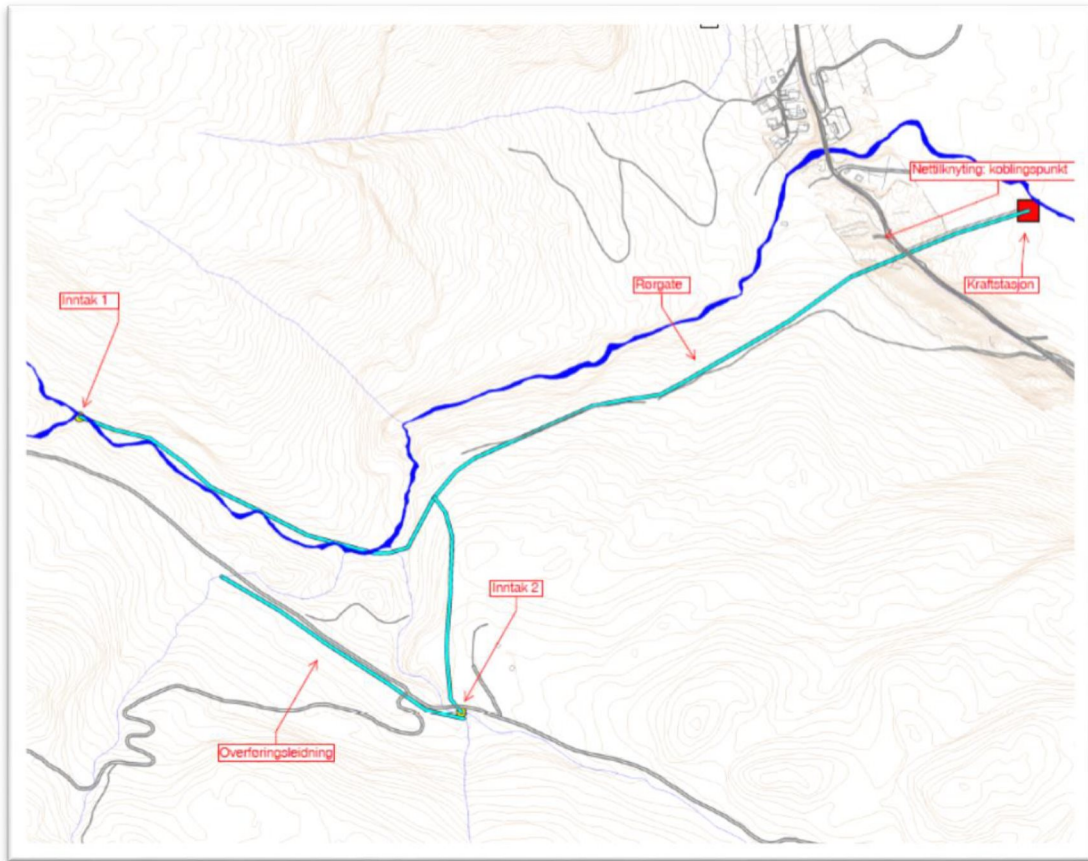 Nettilknyting: koblingspunkt
Rørgate
Kraftstasjon
Inntak 1
Inntak 2
Overføringsleidning